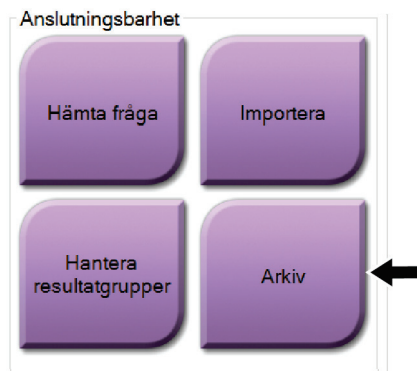 Anslutningsbarhet
Hämta fråga
Importera
Hantera
resultatgrupper
Arkiv